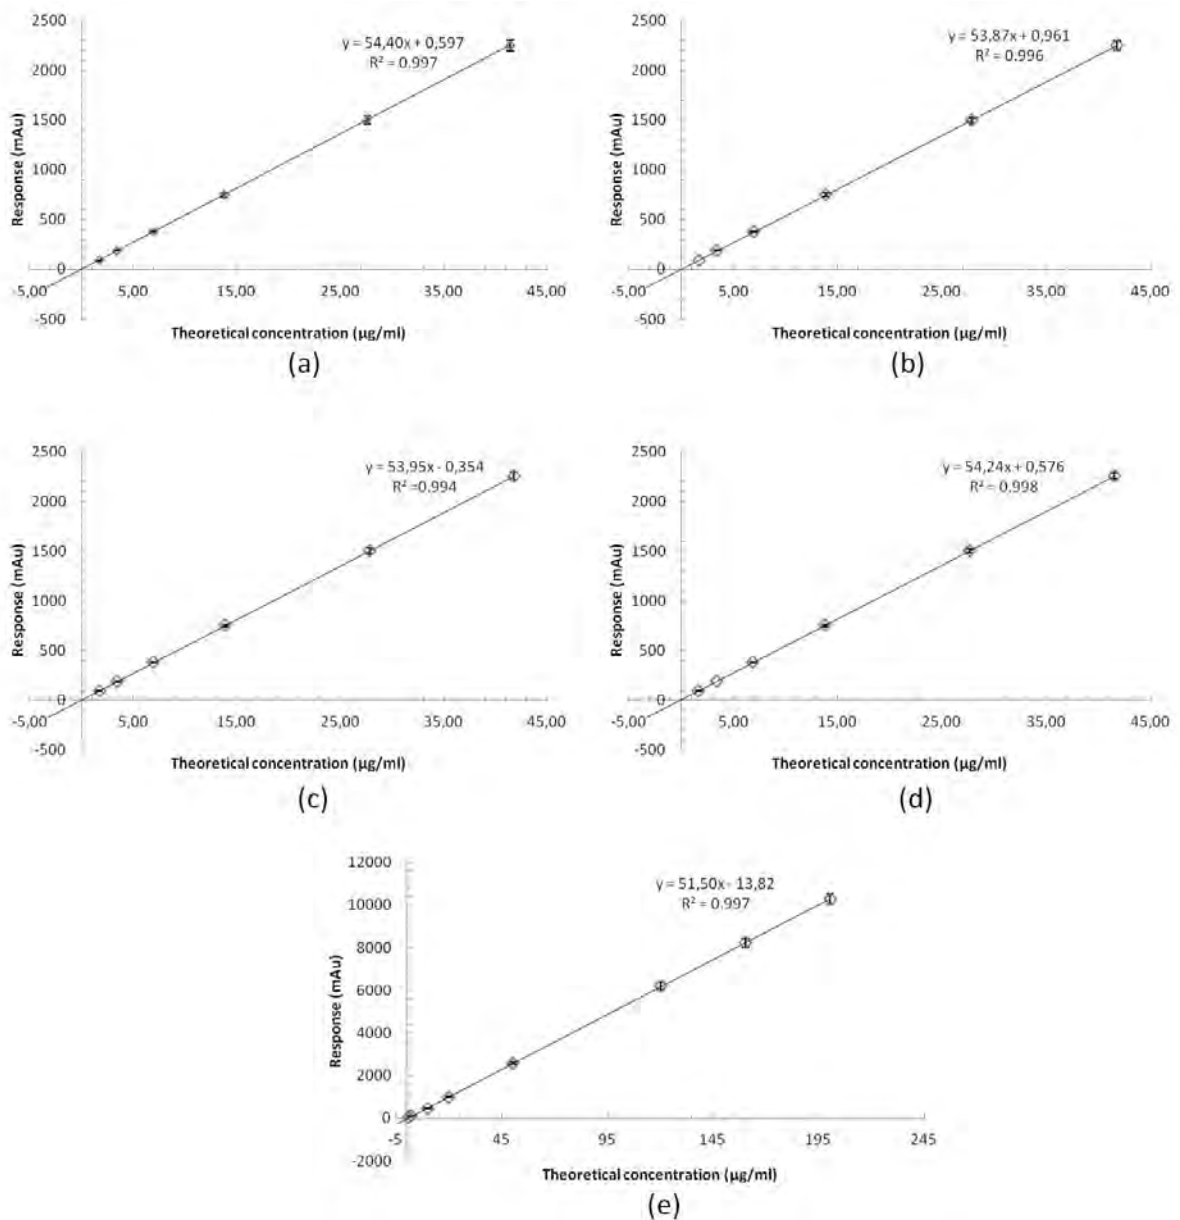 2500
2000
1500
1000
500
0
-500
-5,00 5,00 15,00 25,00 35,00 45,00
Response (mAu)
y = 54,40x + 0,597
R² = 0.997
Theoretical concentration (µg/ml)
(a)
2500
2000
1500
1000
500
0
-500
-5,00 5,00 15,00 25,00 35,00 45,00
Response (mAu)
y = 53,87x + 0,961
R² = 0.996
Theoretical concentration (µg/ml)
(b)
2500
2000
1500
1000
500
0
-500
-5,00 5,00 15,00 25,00 35,00 45,00
Response (mAu)
y = 53,95x - 0,354
R² =0.994
Theoretical concentration (µg/ml)
(c)
2500
2000
1500
1000
500
0
-500
-5,00 5,00 15,00 25,00 35,00 45,00
Response (mAu)
y = 54,24x + 0,576
R² = 0,998
Theoretical concentration (µg/ml)
(d)
12000
10000
8000
6000
4000
2000
0
-2000
-5 45 95 145 195 245
Response (mAu)
y = 51,50x - 13,82
R² = 0.997
Theoretical concentration (µg/ml)
(e)